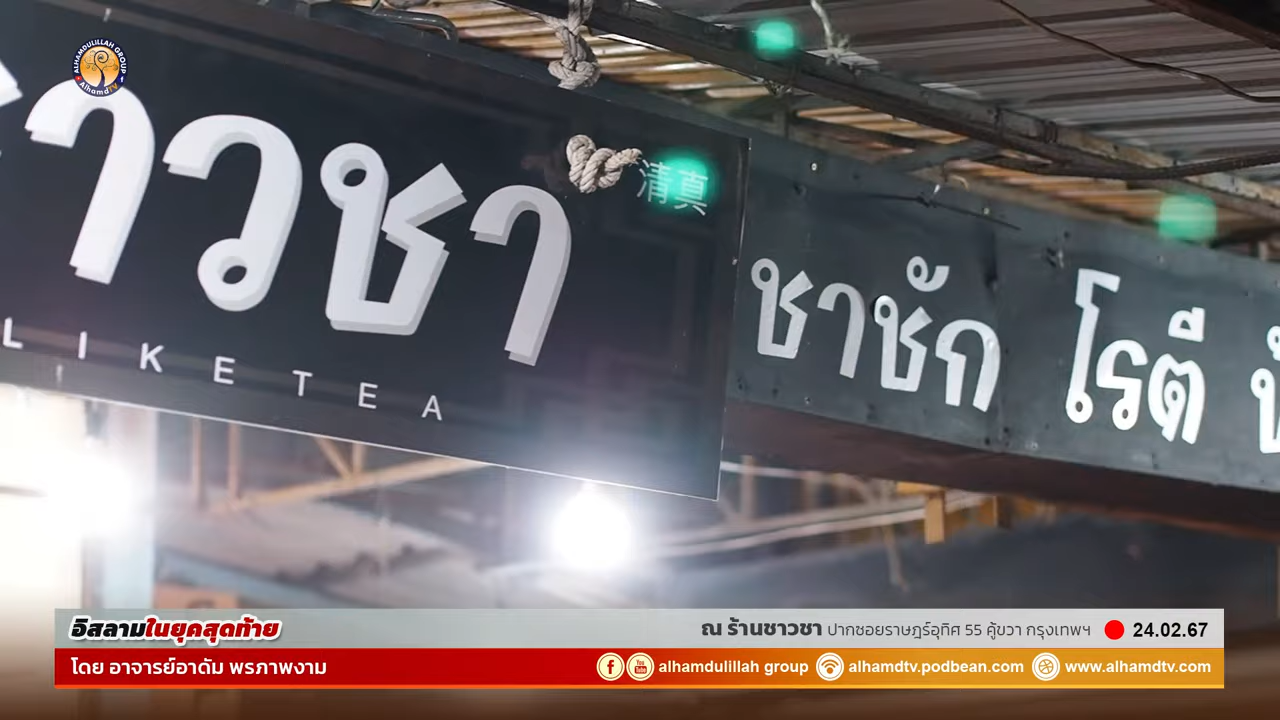 ALHAMDULILLAH GROUP
AlhamdTV
าวชา
清真
LIKETEA
ชาชัก โรตี
อิสลามในยุคสุดท้าย
ณ ร้านชาวชา ปากซอยราษฎร์อุทิศ 55 คู้ขวา กรุงเทพฯ 24.02.67
โดย อาจารย์อาดัม พรภาพงาม
alhamdulillah group alhamdtv.podbean.com www.alhamdtv.com